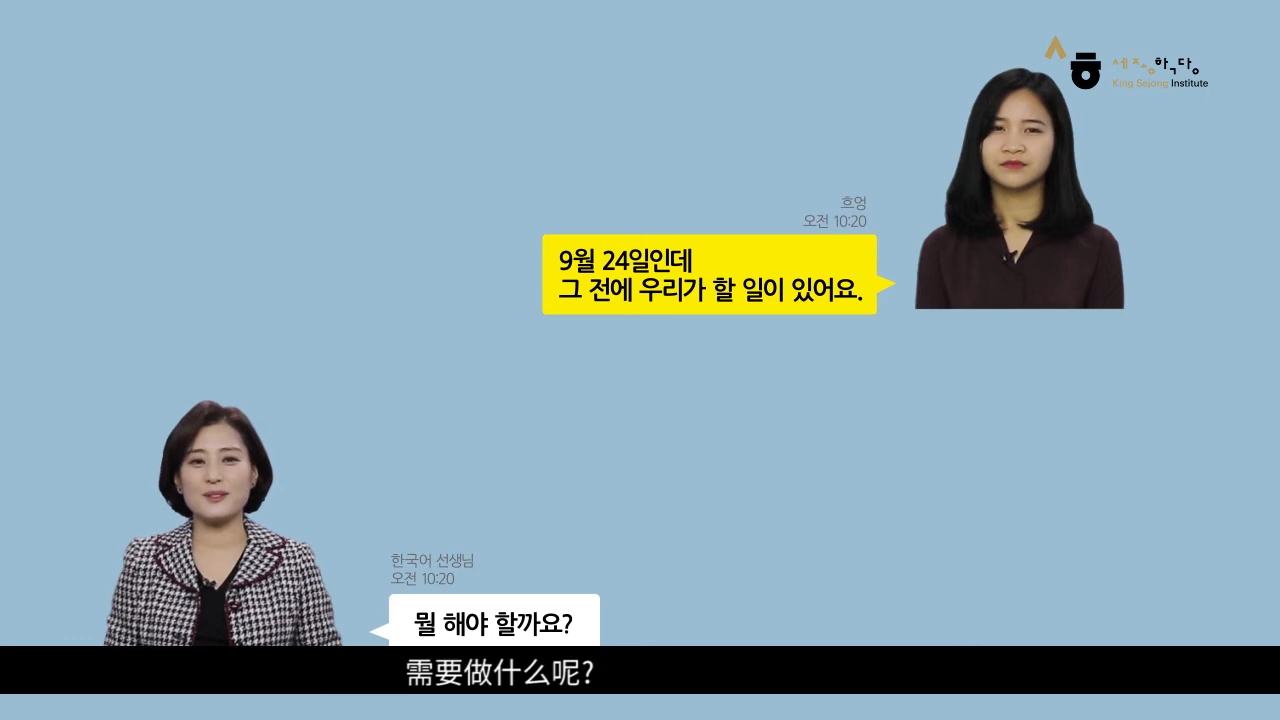 세종학당
King Sejong Institute
흐엉
오전 10:20
9월 24일인데
그 전에 우리가 할 일이 있어요.
한국어 선생님
오전 10:20
뭘 해야 할까요?
需要做什么呢?